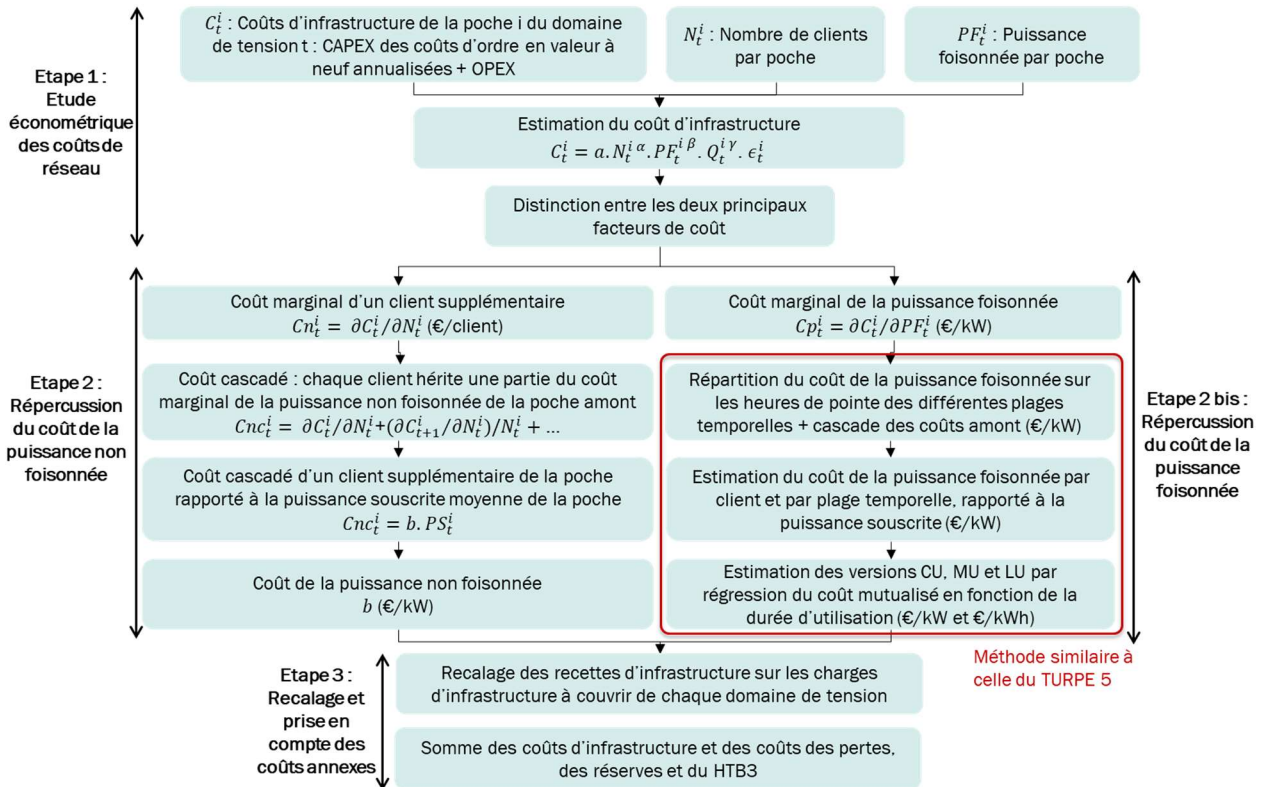 Etape 1 :
Etude
économétrique
des coûts de
réseau
C_t^i : Coûts d'infrastructure de la poche i du domaine
de tension t : CAPEX des coûts d'ordre en valeur à
neuf annualisées + OPEX
N_t^i : Nombre de clients
par poche
PF_t^i : Puissance
foisonnée par poche
Estimation du coût d'infrastructure
C_t^i = a. N_t^{i α}. PF_t^{i β}. Q_t^{i γ}. ϵ_t^i
Distinction entre les deux principaux
facteurs de coût
Etape 2 :
Répercussion
du coût de la
puissance non
foisonnée
Coût marginal d'un client supplémentaire
Cn_t^i = ∂C_t^i/∂N_t^i (€/client)
Coût cascadé : chaque client hérite une partie du coût
marginal de la puissance non foisonnée de la poche amont
Cnc_t^i = ∂C_t^i/∂N_t^i+(∂C_{t+1}^i/∂N_t^i)/N_t^i + ...
Coût cascadé d'un client supplémentaire de la poche
rapporté à la puissance souscrite moyenne de la poche
Cnc_t^i = b. PS_t^i
Coût de la puissance non foisonnée
b (€/kW)
Coût marginal de la puissance foisonnée
Cp_t^i = ∂C_t^i/∂PF_t^i (€/kW)
Répartition du coût de la puissance foisonnée sur
les heures de pointe des différentes plages
temporelles + cascade des coûts amont (€/kW)
Estimation du coût de la puissance foisonnée par
client et par plage temporelle, rapporté à la
puissance souscrite (€/kW)
Estimation des versions CU, MU et LU par
régression du coût mutualisé en fonction de la
durée d'utilisation (€/kW et €/kWh)
Etape 2 bis :
Répercussion
du coût de la
puissance
foisonnée
Méthode similaire à
celle du TURPE 5
Etape 3 :
Recalage et
prise en
compte des
coûts annexes
Recalage des recettes d'infrastructure sur les charges
d'infrastructure à couvrir de chaque domaine de tension
Somme des coûts d'infrastructure et des coûts des pertes,
des réserves et du HTB3